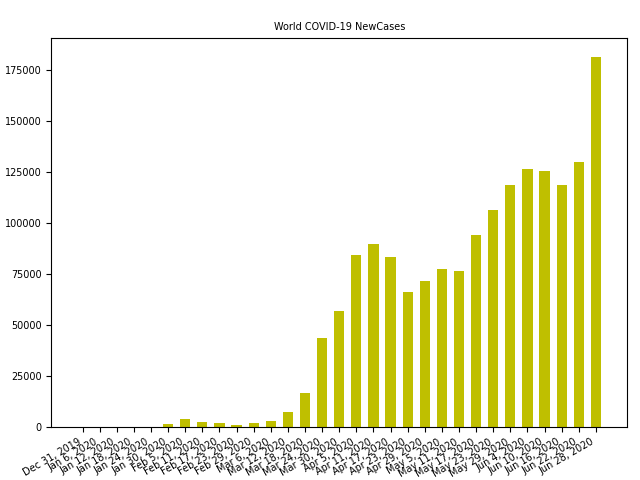 World COVID-19 NewCases
175000
150000
125000
100000
75000
50000
25000
0
Dec 31, 2019
Jan 6, 2020
Jan 12, 2020
Jan 18, 2020
Jan 24, 2020
Jan 30, 2020
Feb 5, 2020
Feb 11, 2020
Feb 17, 2020
Feb 23, 2020
Feb 29, 2020
Mar 6, 2020
Mar 12, 2020
Mar 18, 2020
Mar 24, 2020
Mar 30, 2020
Apr 5, 2020
Apr 11, 2020
Apr 17, 2020
Apr 23, 2020
Apr 29, 2020
May 5, 2020
May 11, 2020
May 17, 2020
May 23, 2020
May 29, 2020
Jun 4, 2020
Jun 10, 2020
Jun 16, 2020
Jun 22, 2020
Jun 28, 2020